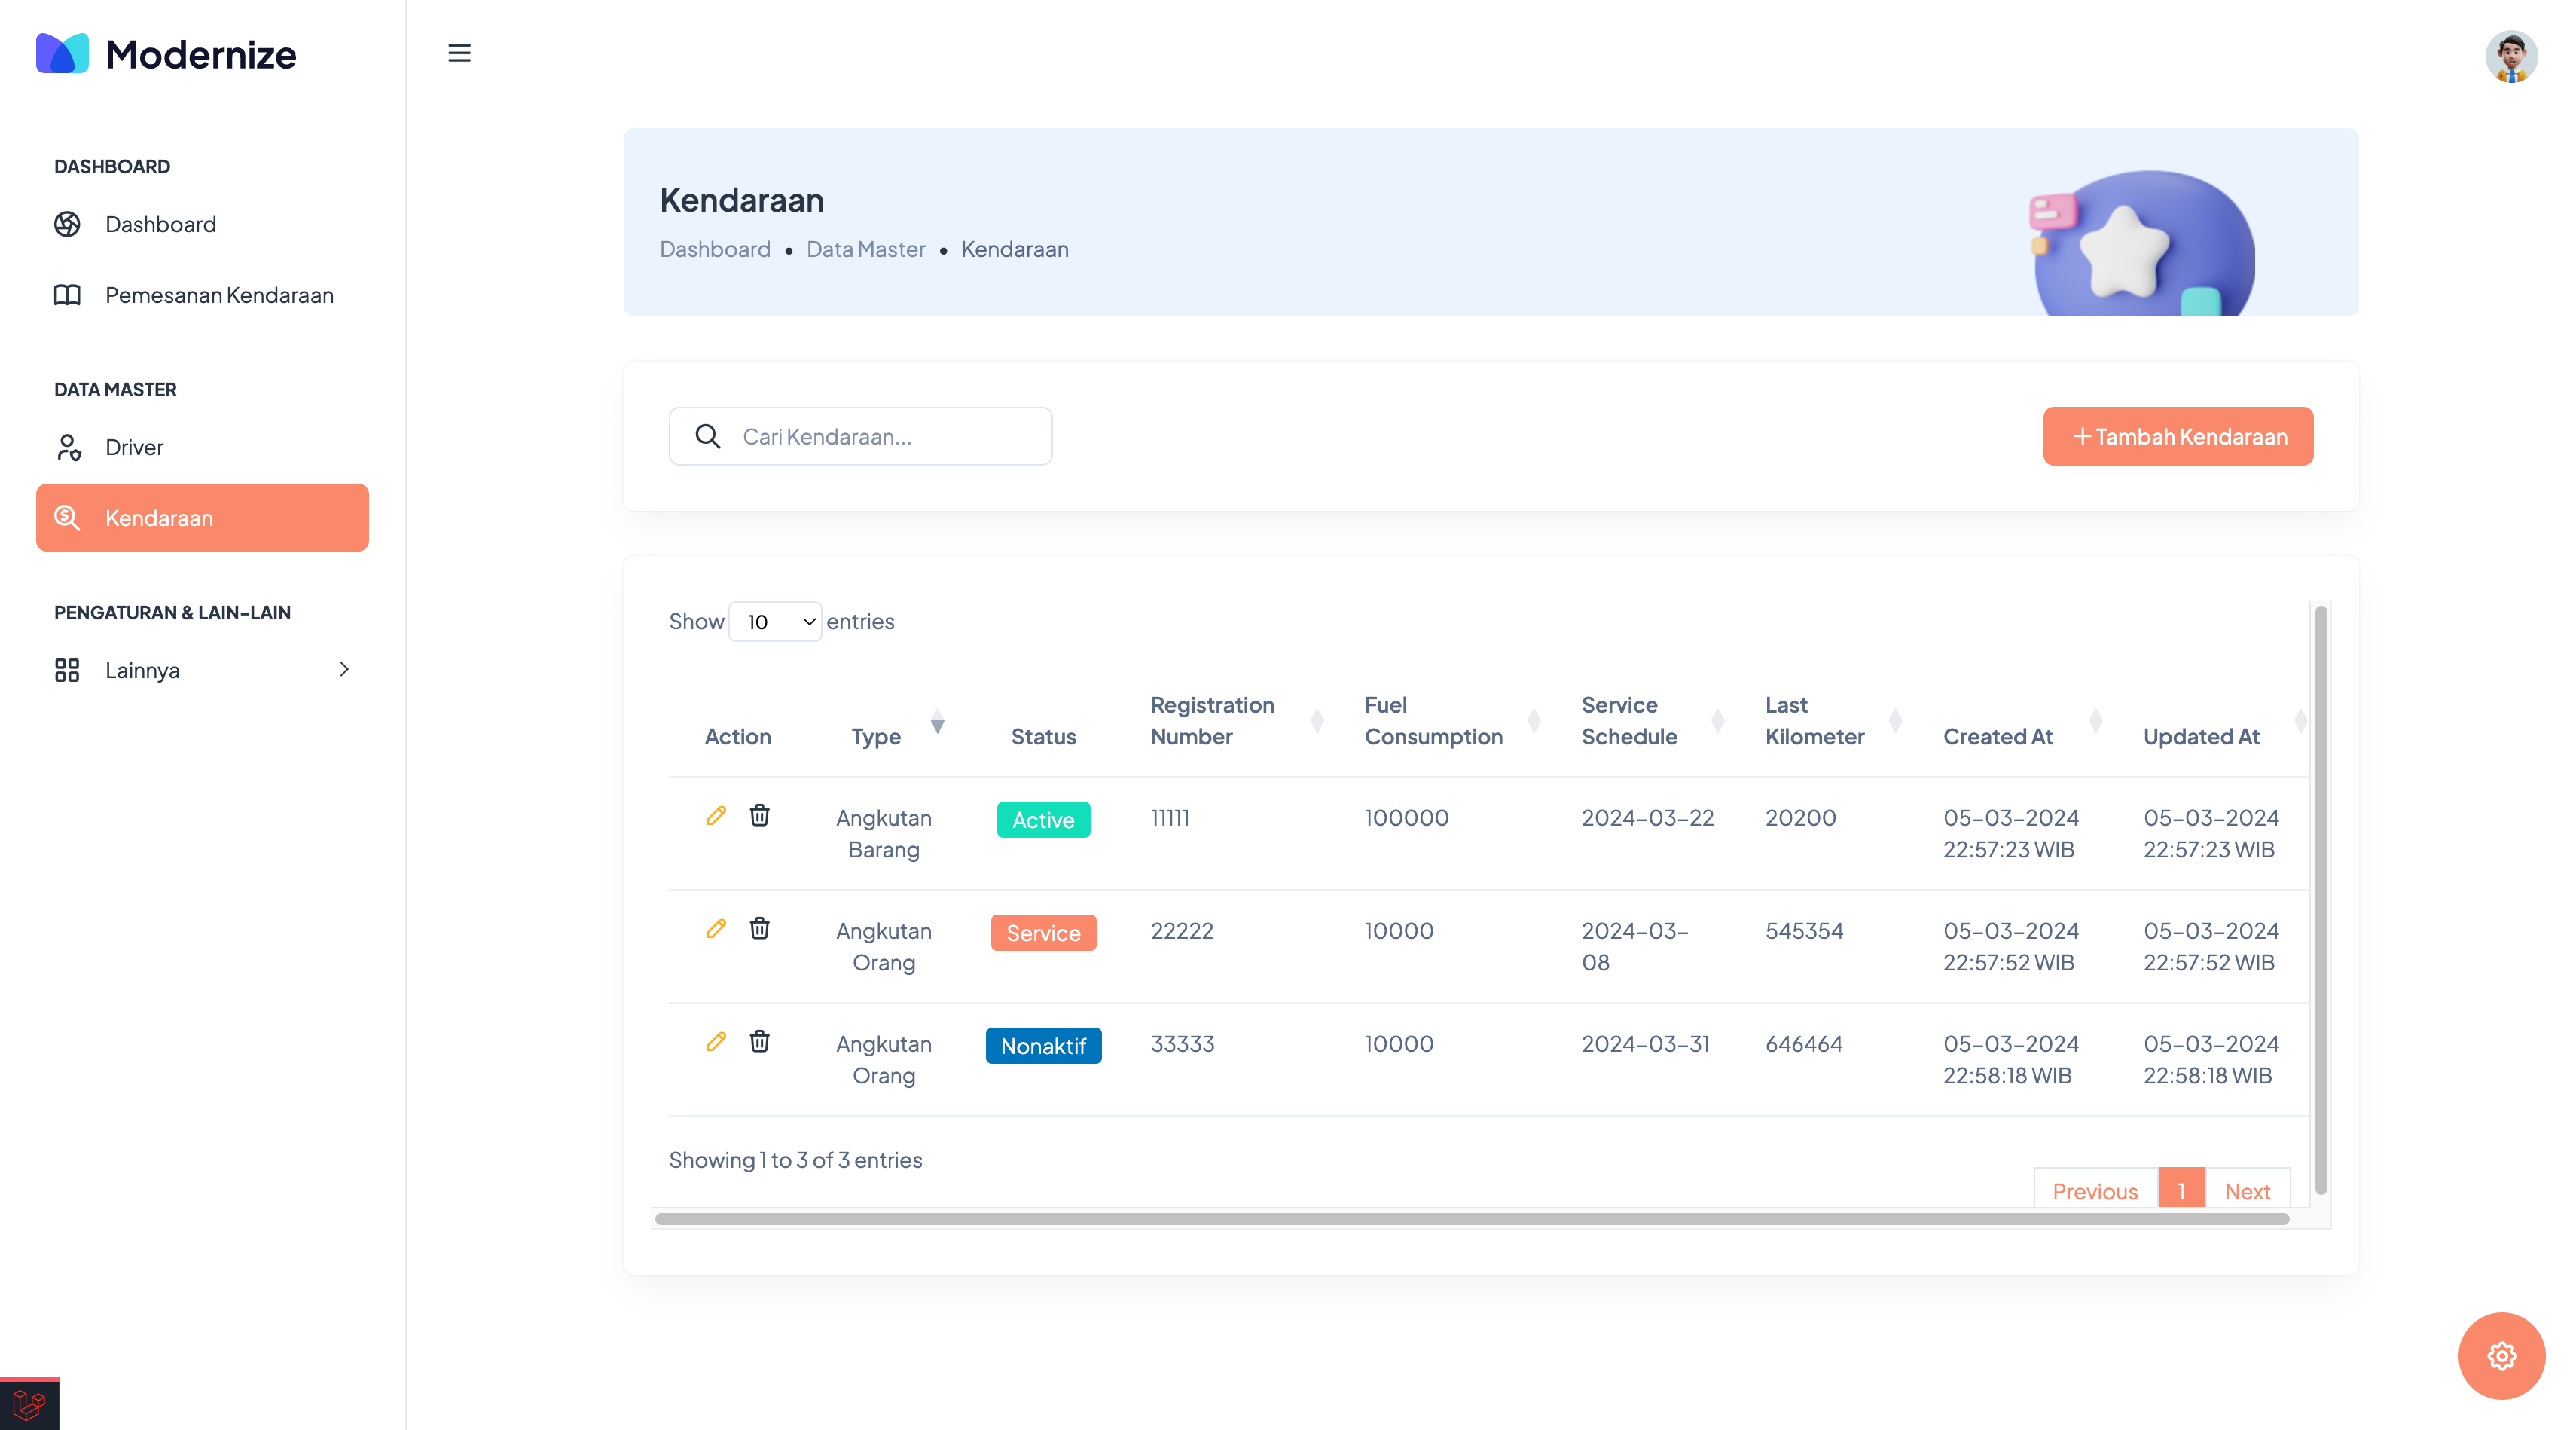 Modernize
DASHBOARD
Dashboard
Pemesanan Kendaraan
DATA MASTER
Driver
Kendaraan
PENGATURAN & LAIN-LAIN
Lainnya
Kendaraan
Dashboard • Data Master • Kendaraan
Cari Kendaraan...
+ Tambah Kendaraan
Show 10 entries
Action
Type
Status
Registration
Number
Fuel
Consumption
Service
Schedule
Last
Kilometer
Created At
Updated At
Angkutan
Barang
Active
11111
100000
2024-03-22
20200
05-03-2024
22:57:23 WIB
05-03-2024
22:57:23 WIB
Angkutan
Orang
Service
22222
10000
2024-03-
08
545354
05-03-2024
22:57:52 WIB
05-03-2024
22:57:52 WIB
Angkutan
Orang
Nonaktif
33333
10000
2024-03-31
646464
05-03-2024
22:58:18 WIB
05-03-2024
22:58:18 WIB
Showing 1 to 3 of 3 entries
Previous 1 Next